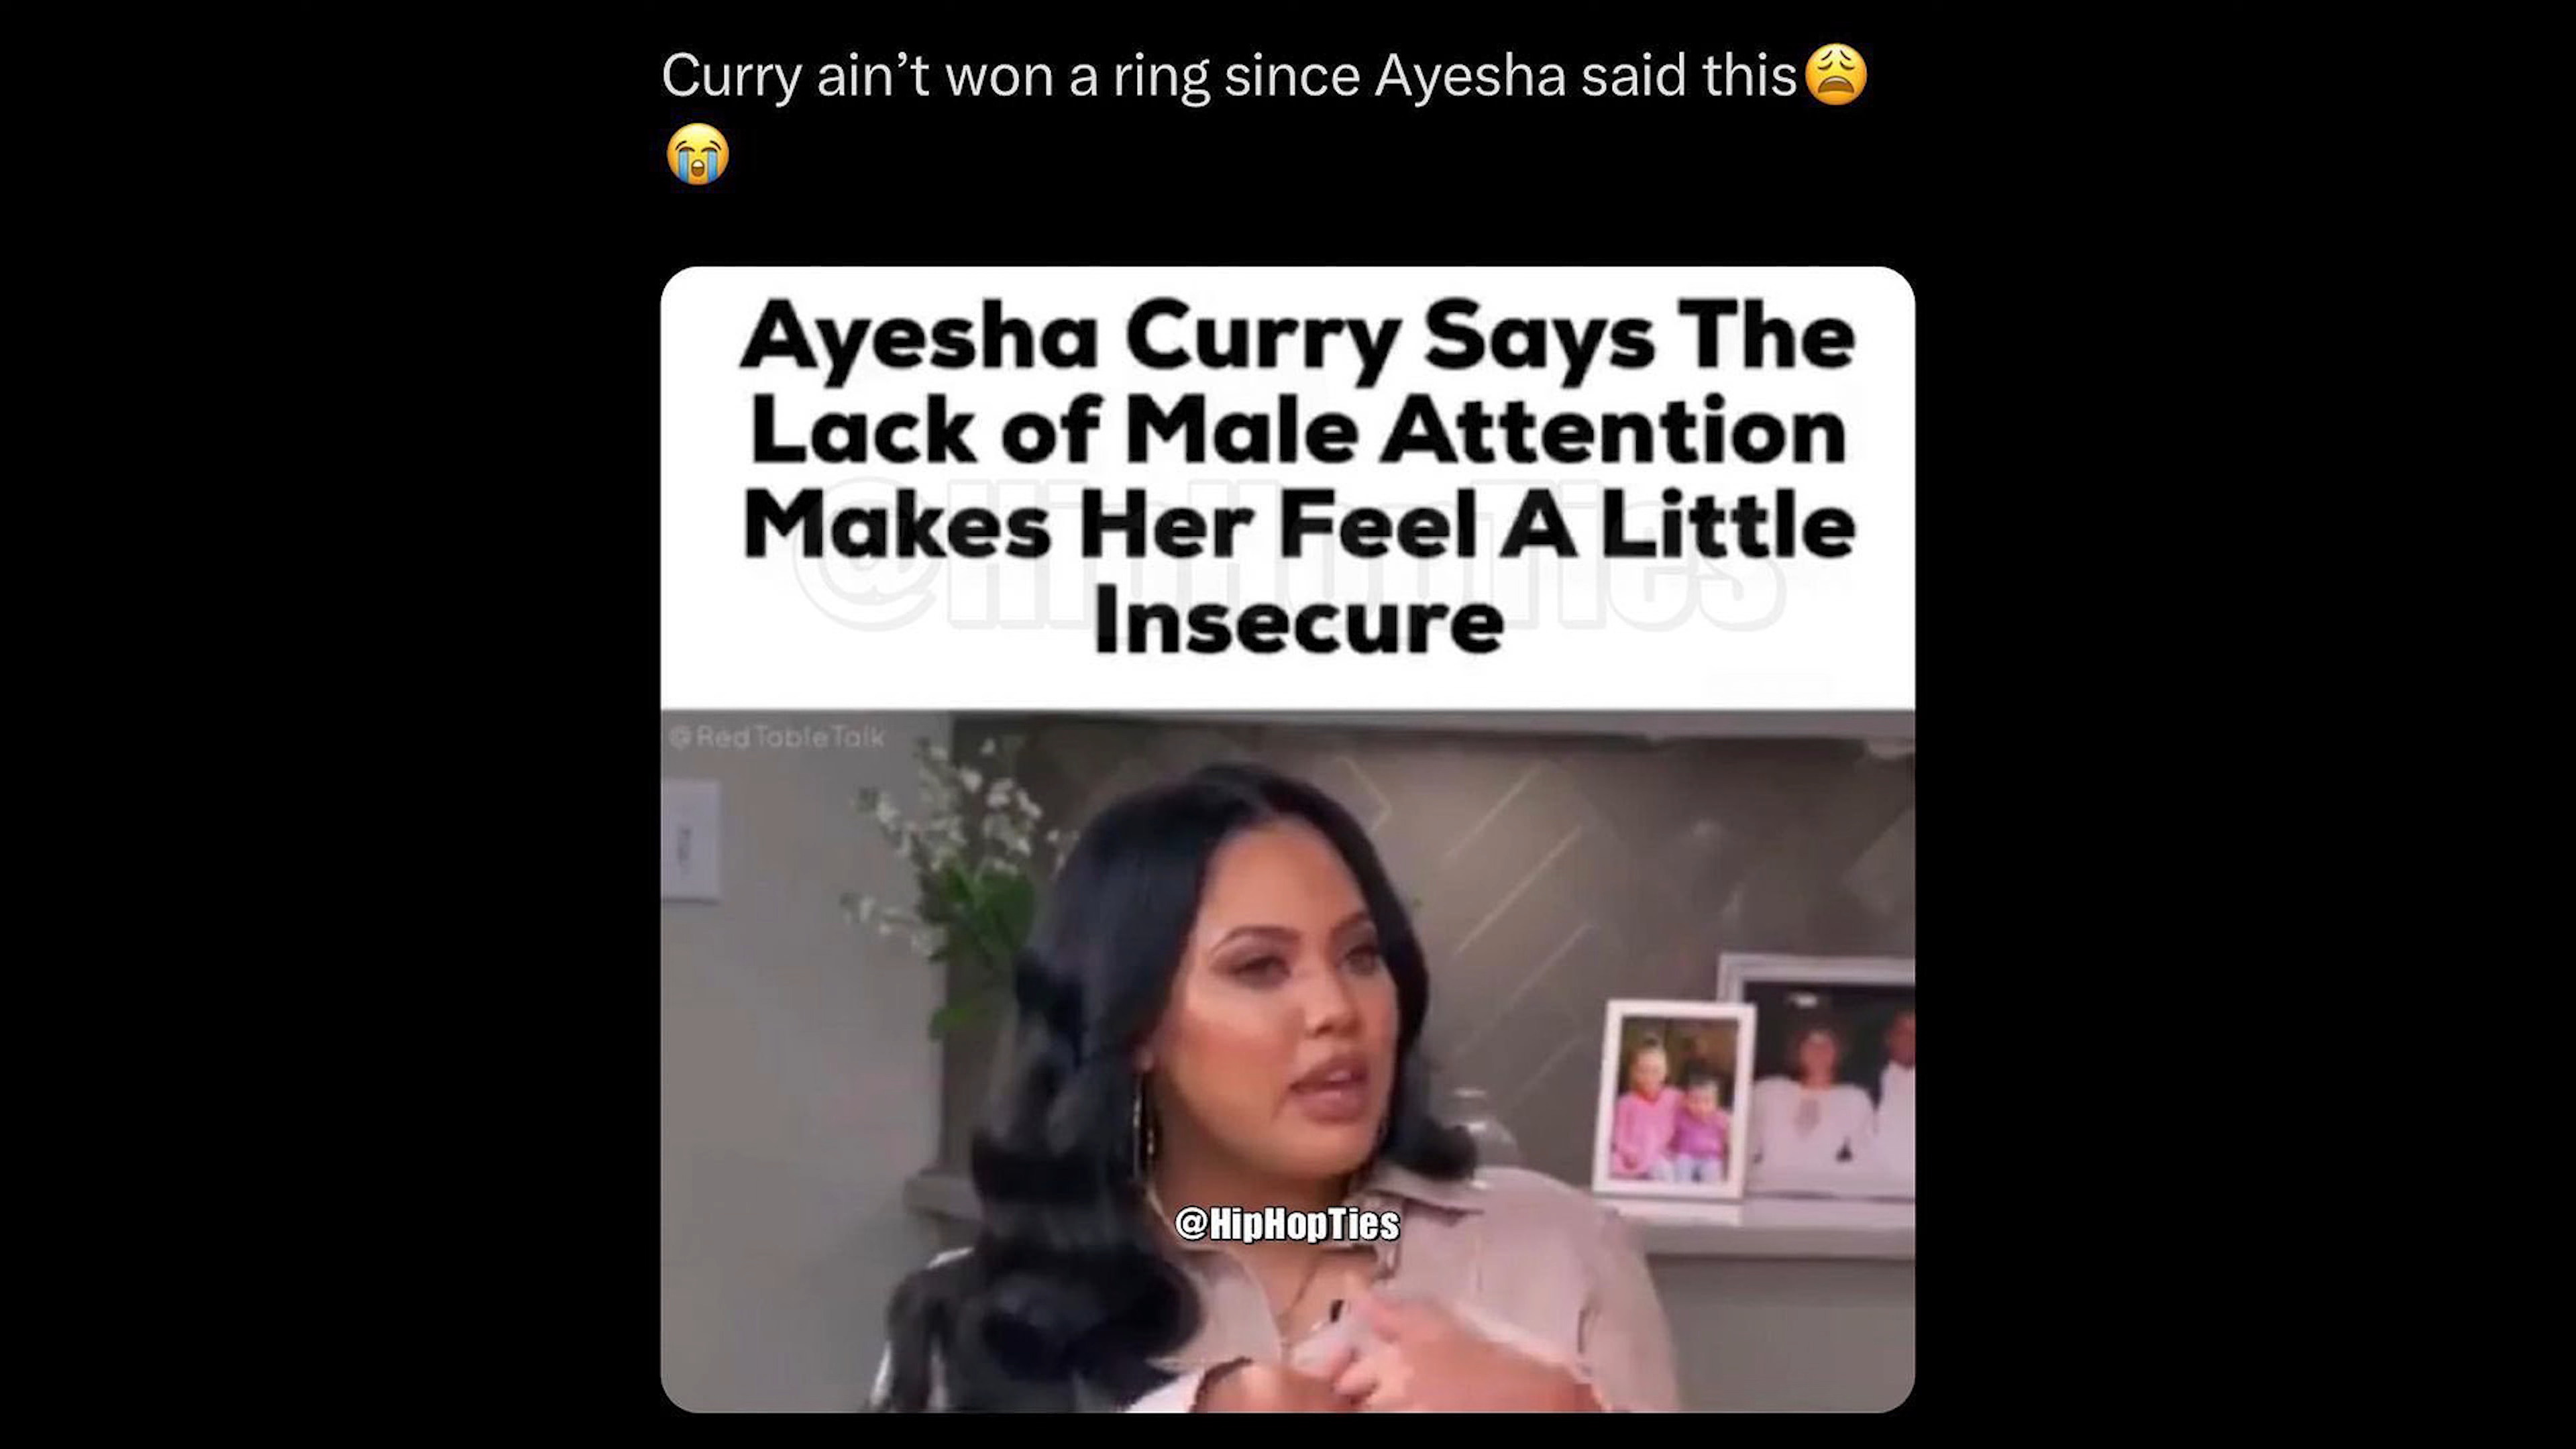 Curry ain’t won a ring since Ayesha said this😩
😭
Ayesha Curry Says The
Lack of Male Attention
Makes Her Feel A Little
Insecure
@HipHopTies
@RedTableTalk
@HipHopTies